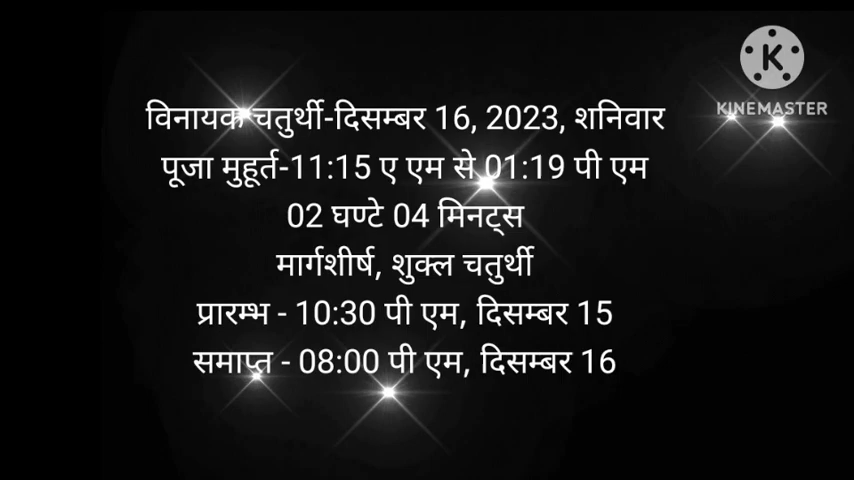 KINEMASTER
विनायक चतुर्थी-दिसम्बर 16, 2023, शनिवार
पूजा मुहूर्त-11:15 ए एम से 01:19 पी एम
02 घण्टे 04 मिनट्स
मार्गशीर्ष, शुक्ल चतुर्थी
प्रारम्भ - 10:30 पी एम, दिसम्बर 15
समाप्त - 08:00 पी एम, दिसम्बर 16